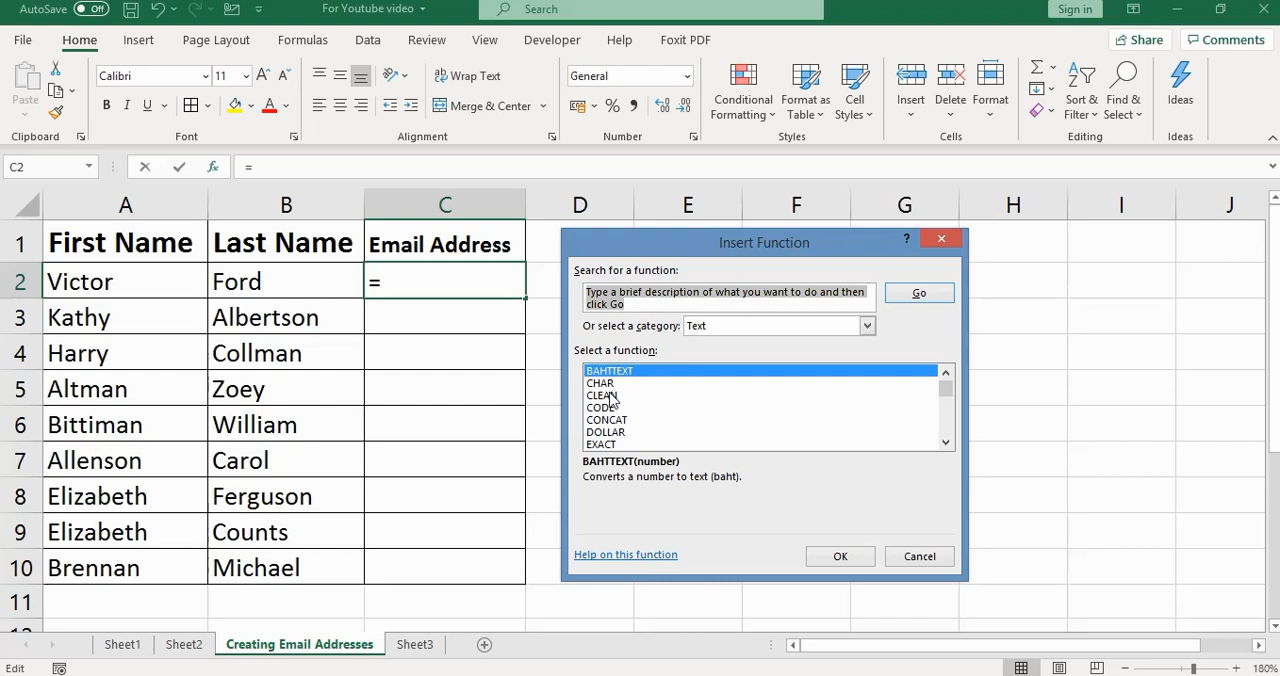 AutoSave Off
For Youtube video
Search
Sign in
File Home Insert Page Layout Formulas Data Review View Developer Help Foxit PDF
Share Comments
Paste
Calibri 11
B I U
Wrap Text
Merge & Center
General
Conditional Formatting
Format as Table
Cell Styles
Insert Delete Format
Sort & Filter
Find & Select
Ideas
Clipboard Font Alignment Number Styles Cells Editing Ideas
C2 fx =
A B C D E F G H I J
1 First Name Last Name Email Address
2 Victor Ford =
3 Kathy Albertson
4 Harry Collman
5 Altman Zoey
6 Bittiman William
7 Allenson Carol
8 Elizabeth Ferguson
9 Elizabeth Counts
10 Brennan Michael
11
Insert Function
?
Search for a function:
Type a brief description of what you want to do and then
click Go
Go
Or select a category: Text
Select a function:
BAHTTEXT
CHAR
CLEAN
CODE
CONCAT
DOLLAR
EXACT
BAHTTEXT(number)
Converts a number to text (baht).
Help on this function
OK Cancel
Sheet1 Sheet2 Creating Email Addresses Sheet3
Edit
180%